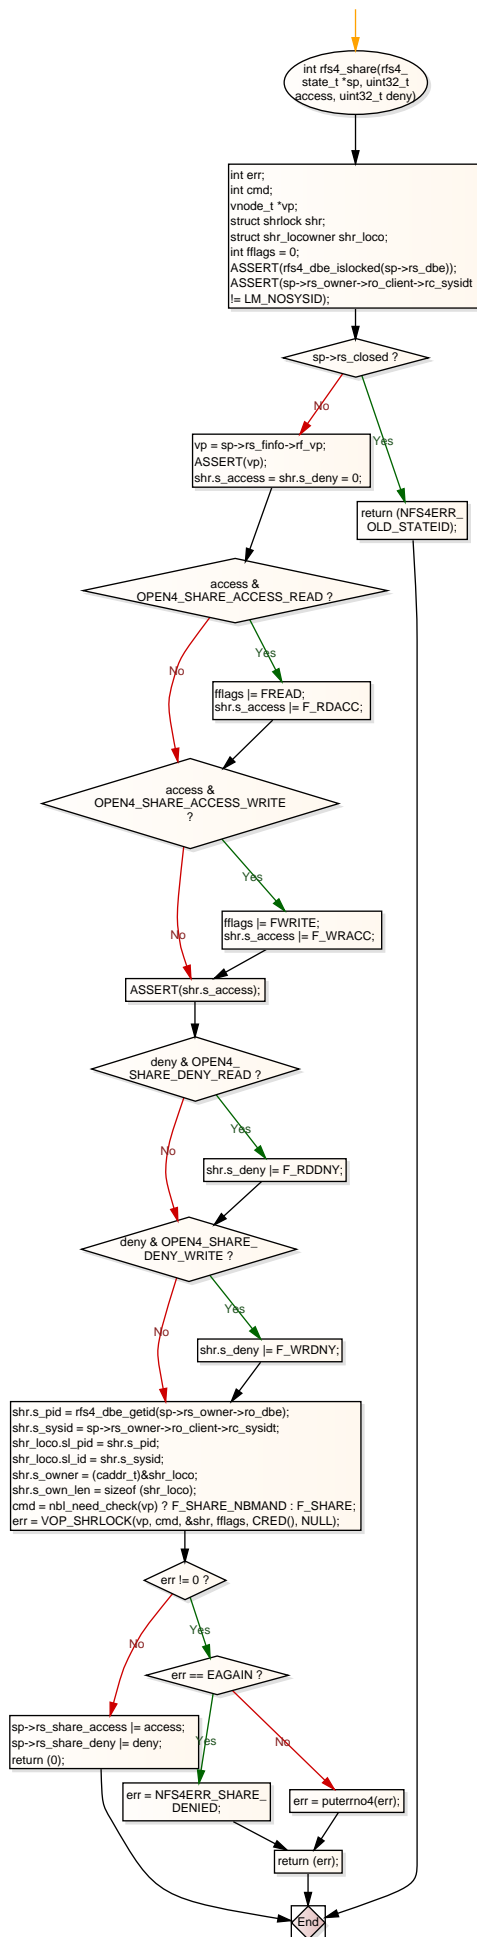 int rfs4_share(rfs4_
state_t *sp, uint32_t
access, uint32_t deny)
int err;
int cmd;
vnode_t *vp;
struct shrlock shr;
struct shr_locowner shr_loco;
int fflags = 0;
ASSERT(rfs4_dbe_islocked(sp->rs_dbe));
ASSERT(sp->rs_owner->ro_client->rc_sysidt
!= LM_NOSYSID);
sp->rs_closed ?
No
Yes
vp = sp->rs_finfo->rf_vp;
ASSERT(vp);
shr.s_access = shr.s_deny = 0;
return (NFS4ERR_
OLD_STATEID);
access &
OPEN4_SHARE_ACCESS_READ ?
Yes
No
fflags |= FREAD;
shr.s_access |= F_RDACC;
access &
OPEN4_SHARE_ACCESS_WRITE
?
Yes
No
fflags |= FWRITE;
shr.s_access |= F_WRACC;
ASSERT(shr.s_access);
deny & OPEN4_
SHARE_DENY_READ ?
Yes
No
shr.s_deny |= F_RDDNY;
deny & OPEN4_SHARE_
DENY_WRITE ?
Yes
No
shr.s_deny |= F_WRDNY;
shr.s_pid = rfs4_dbe_getid(sp->rs_owner->ro_dbe);
shr.s_sysid = sp->rs_owner->ro_client->rc_sysidt;
shr_loco.sl_pid = shr.s_pid;
shr_loco.sl_id = shr.s_sysid;
shr.s_owner = (caddr_t)&shr_loco;
shr.s_own_len = sizeof (shr_loco);
cmd = nbl_need_check(vp) ? F_SHARE_NBMAND : F_SHARE;
err = VOP_SHRLOCK(vp, cmd, &shr, fflags, CRED(), NULL);
err != 0 ?
Yes
No
err == EAGAIN ?
sp->rs_share_access |= access;
sp->rs_share_deny |= deny;
return (0);
Yes
No
err = NFS4ERR_SHARE_
DENIED;
err = puterrno4(err);
return (err);
End